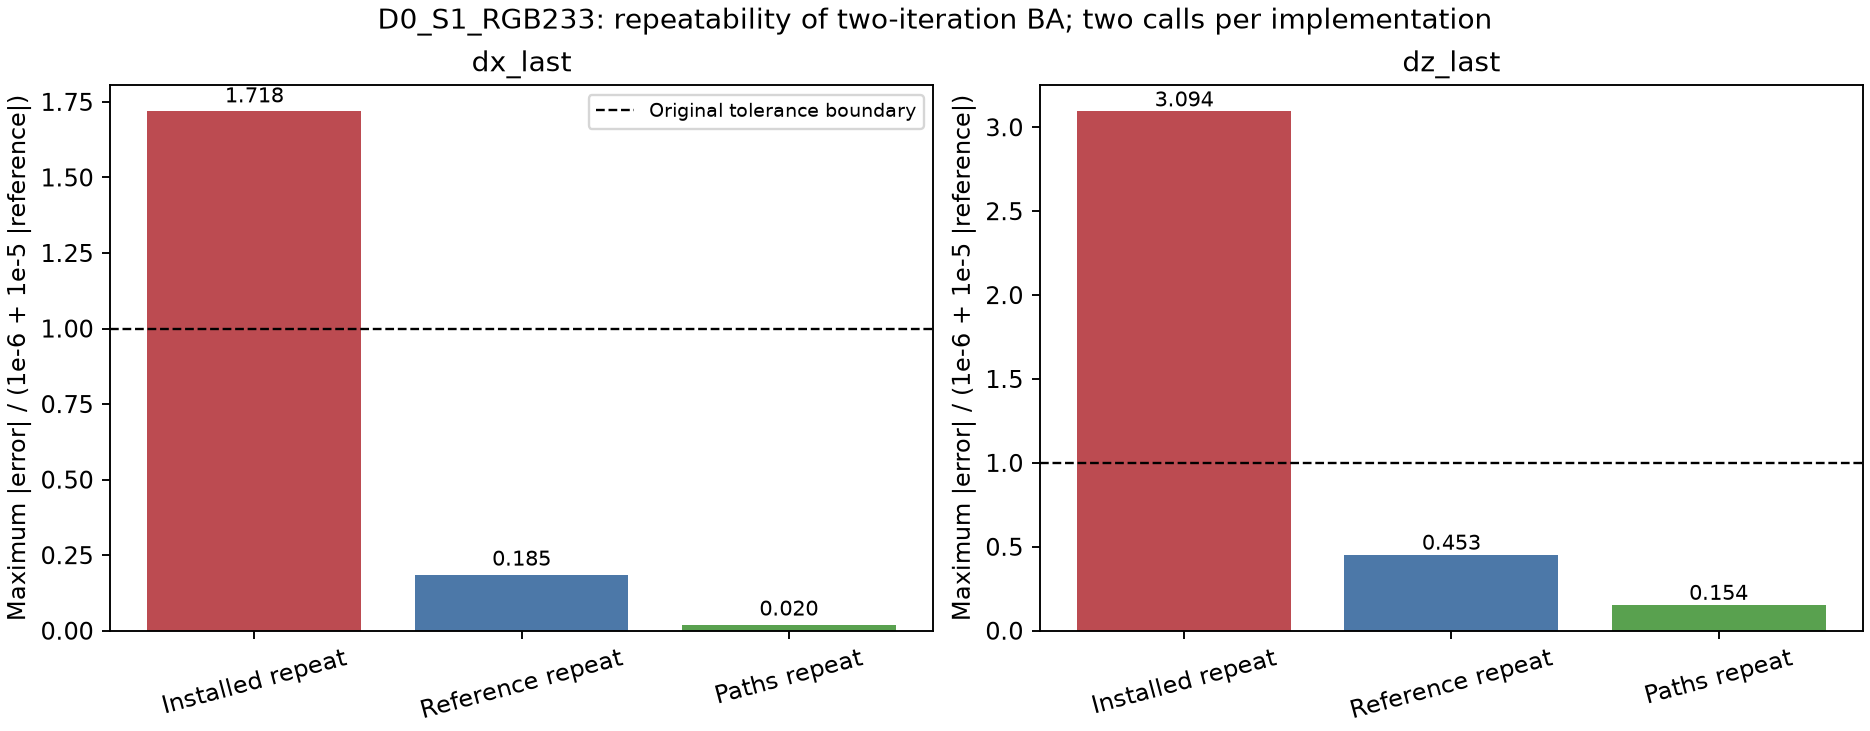 D0_S1_RGB233: repeatability of two-iteration BA; two calls per implementation
dx_last
Maximum |error| / (1e-6 + 1e-5 |reference|)
1.75
1.50
1.25
1.00
0.75
0.50
0.25
0.00
1.718
0.185
0.020
Original tolerance boundary
Installed repeat
Reference repeat
Paths repeat
dz_last
Maximum |error| / (1e-6 + 1e-5 |reference|)
3.0
2.5
2.0
1.5
1.0
0.5
0.0
3.094
0.453
0.154
Installed repeat
Reference repeat
Paths repeat